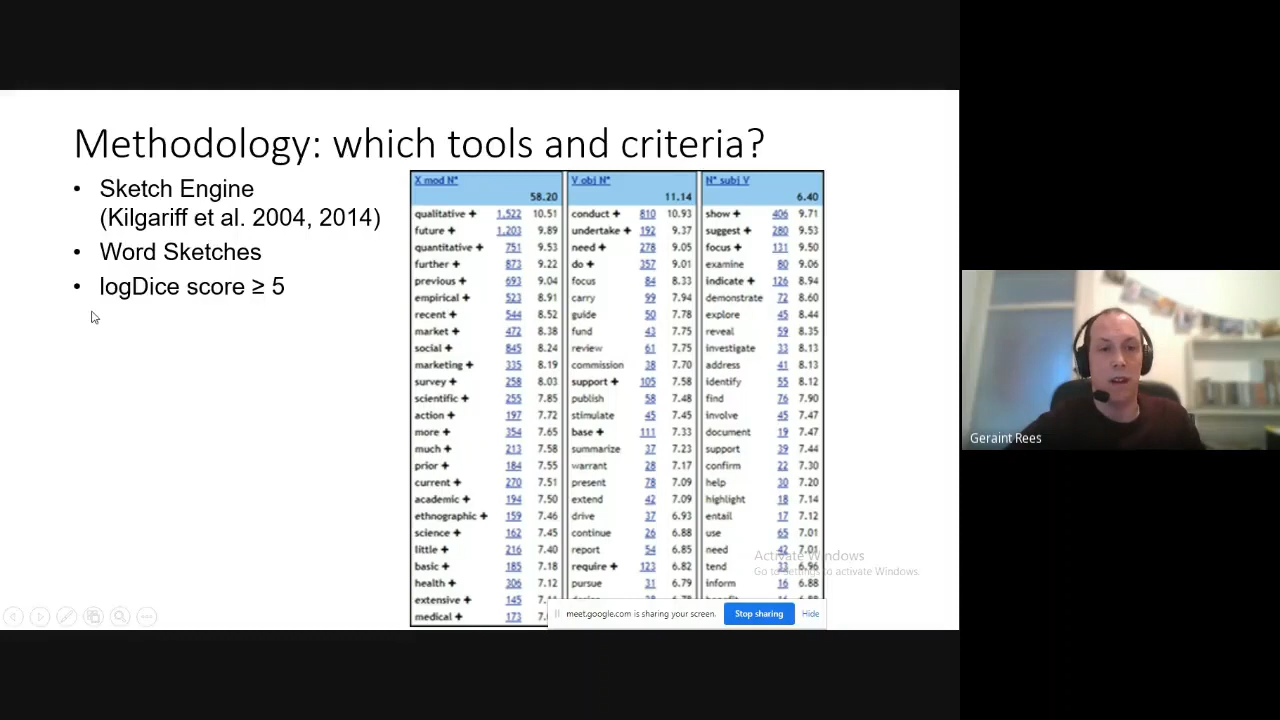 Methodology: which tools and criteria?
• Sketch Engine
(Kilgariff et al. 2004, 2014)
• Word Sketches
• logDice score ≥ 5
X mod N*
58.20
qualitative + 1,522 10.51
future + 1,203 9.89
quantitative + 751 9.53
further + 873 9.22
previous + 693 9.04
empirical + 523 8.91
recent + 544 8.52
market + 472 8.38
social + 845 8.24
marketing + 335 8.19
survey + 258 8.03
scientific + 255 7.85
action + 197 7.72
more + 354 7.65
much + 213 7.58
prior + 184 7.55
current + 270 7.51
academic + 194 7.50
ethnographic + 159 7.46
science + 162 7.45
little + 216 7.40
basic + 185 7.18
health + 306 7.12
extensive + 145
medical + 173
V obj N*
11.14
conduct + 810 10.93
undertake + 192 9.37
need + 278 9.05
do + 357 9.01
focus 84 8.33
carry 99 7.94
guide 50 7.78
fund 43 7.75
review 61 7.75
commission 38 7.70
support + 105 7.58
publish 58 7.48
stimulate 45 7.45
base + 111 7.33
summarize 37 7.23
warrant 28 7.17
present 78 7.09
extend 42 7.09
drive 37 6.93
continue 26 6.88
report 54 6.85
require + 123 6.82
pursue 31 6.79
N* subj V
6.40
show + 406 9.71
suggest + 280 9.53
focus + 131 9.50
examine 80 9.06
indicate + 126 8.94
demonstrate 72 8.60
explore 45 8.44
reveal 59 8.35
investigate 33 8.13
address 41 8.13
identify 55 8.12
find 76 7.90
involve 45 7.47
document 19 7.47
support 39 7.44
confirm 22 7.30
help 30 7.20
highlight 18 7.14
entail 17 7.12
use 65 7.01
need 42 7.01
tend 33 6.96
inform 16 6.88
Activate Windows
Go to Settings to activate Windows.
meet.google.com is sharing your screen.
Stop sharing
Hide
Geraint Rees